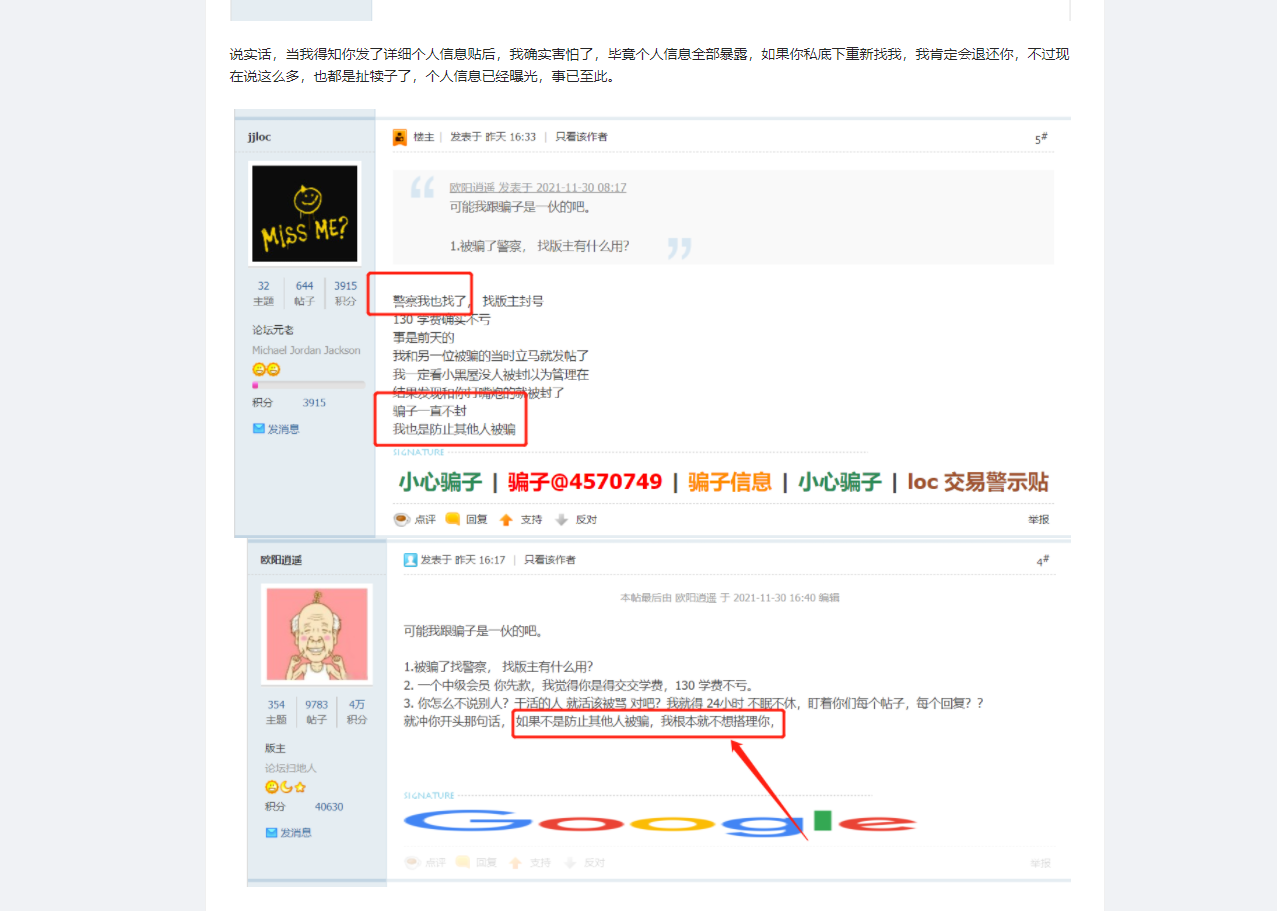 说实话，当我得知你发了详细个人信息贴后，我确实害怕了，毕竟个人信息全部暴露，如果你私底下重新找我，我肯定会退还你，不过现
在说这么多，也都是扯犊子了，个人信息已经曝光，事已至此。
jjloc
楼主 | 发表于 昨天 16:33 | 只看该作者
5#
MISS ME?
欧阳逍遥 发表于 2021-11-30 08:17
可能我跟骗子是一伙的吧。
1.被骗了警察， 找版主有什么用？
32 644 3915
主题 帖子 积分
论坛元老
Michael Jordan Jackson
积分 3915
发消息
警察我也找了， 找版主封号
130 学费确实不亏
事是前天的
我和另一位被骗的当时立马就发帖了
我一定看小黑屋没人被封以为管理在
结果发现和你打嘴炮的就被封了
骗子一直不封
我也是防止其他人被骗
SIGNATURE
小心骗子 | 骗子@4570749 | 骗子信息 | 小心骗子 | loc 交易警示贴
点评 回复 支持 反对 举报
欧阳逍遥
发表于 昨天 16:17 | 只看该作者
4#
本帖最后由 欧阳逍遥 于 2021-11-30 16:40 编辑
可能我跟骗子是一伙的吧。
1.被骗了找警察， 找版主有什么用？
2. 一个中级会员 你先款，我觉得你是得交交学费，130 学费不亏。
3. 你怎么不说别人？干活的人 就活该被骂 对吧？我就得 24小时 不眠不休，盯着你们每个帖子，每个回复？？
就冲你开头那句话，如果不是防止其他人被骗，我根本就不想搭理你，
354 9783 4万
主题 帖子 积分
版主
论坛扫地人
积分 40630
发消息
SIGNATURE
Google
点评 回复 支持 反对 举报